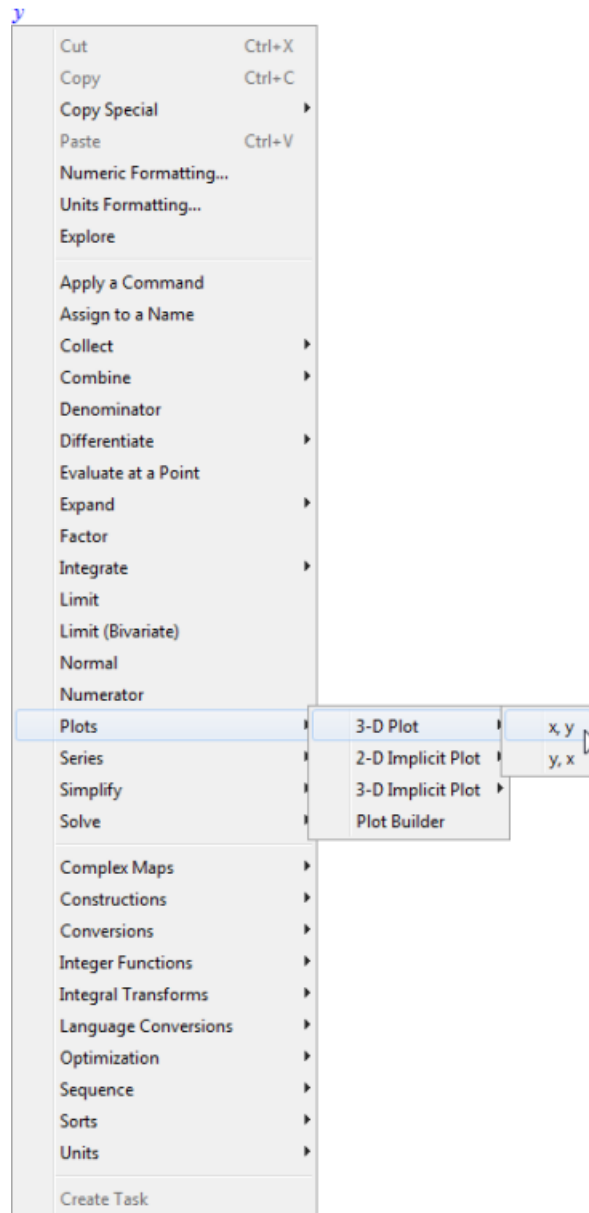 y
Cut Ctrl+X
Copy Ctrl+C
Copy Special
Paste Ctrl+V
Numeric Formatting...
Units Formatting...
Explore
Apply a Command
Assign to a Name
Collect
Combine
Denominator
Differentiate
Evaluate at a Point
Expand
Factor
Integrate
Limit
Limit (Bivariate)
Normal
Numerator
Plots 3-D Plot x, y
Series 2-D Implicit Plot y, x
Simplify 3-D Implicit Plot
Solve Plot Builder
Complex Maps
Constructions
Conversions
Integer Functions
Integral Transforms
Language Conversions
Optimization
Sequence
Sorts
Units
Create Task